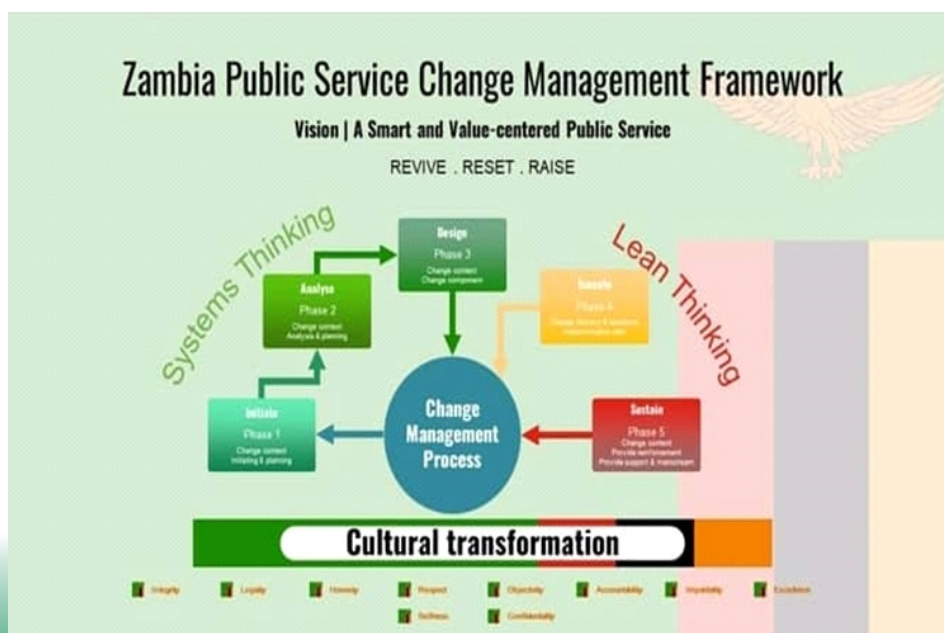 Zambia Public Service Change Management Framework
Vision | A Smart and Value-centered Public Service
REVIVE . RESET . RAISE
Systems Thinking
Lean Thinking
Initiate
Phase 1
Change context
Initiating & planning
Analyse
Phase 2
Change context
Analysis & planning
Design
Phase 3
Change context
Change component
Phase 4
Sustain
Phase 5
Change context
Provide reinforcement
Provide support & mainstream
Change
Management
Process
Cultural transformation
Integrity
Loyalty
Honesty
Respect
Objectivity
Accountability
Impartiality
Excellence
Selfless
Confidentiality